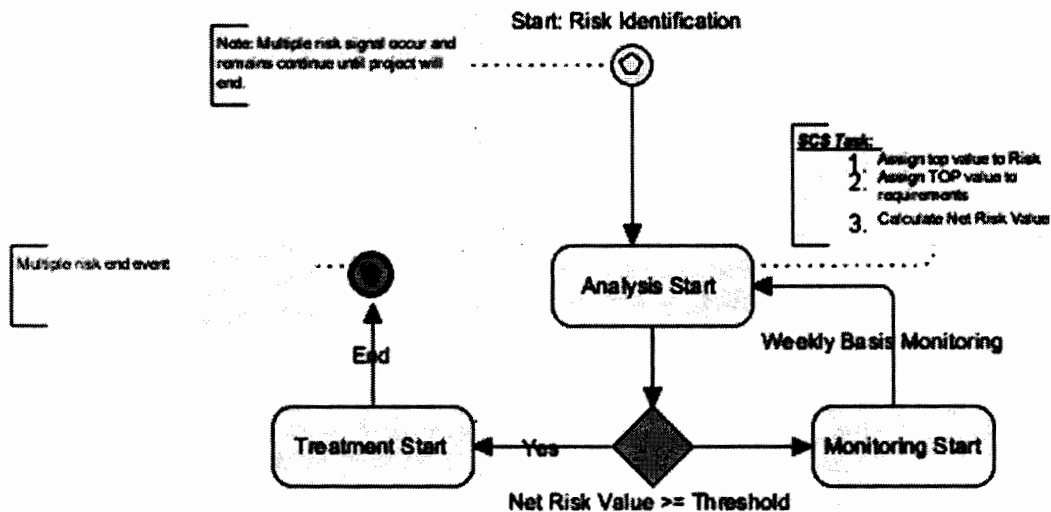 Start: Risk Identification
Note: Multiple risk signal occur and
remains continue until project will
end.
SCS Task:
1. Assign top value to Risk
2. Assign TOP value to
requirements
3. Calculate Net Risk Value
Multiple risk end event
Analysis Start
End
Weekly Basis Monitoring
Treatment Start
Yes
Monitoring Start
Net Risk Value >= Threshold